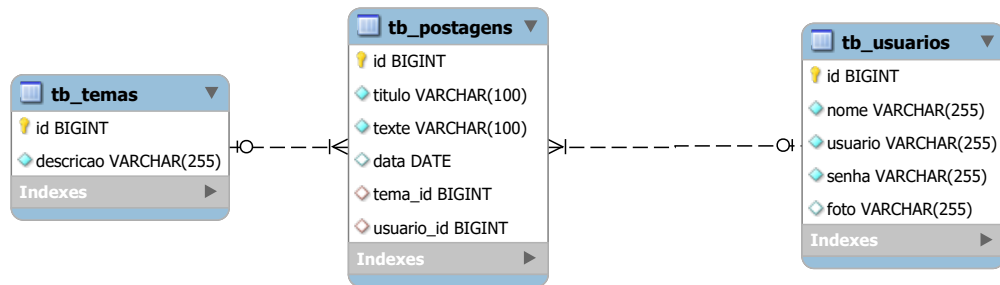 tb_temas
id BIGINT
descricao VARCHAR(255)
Indexes
tb_postagens
id BIGINT
titulo VARCHAR(100)
texte VARCHAR(100)
data DATE
tema_id BIGINT
usuario_id BIGINT
Indexes
tb_usuarios
id BIGINT
nome VARCHAR(255)
usuario VARCHAR(255)
senha VARCHAR(255)
foto VARCHAR(255)
Indexes